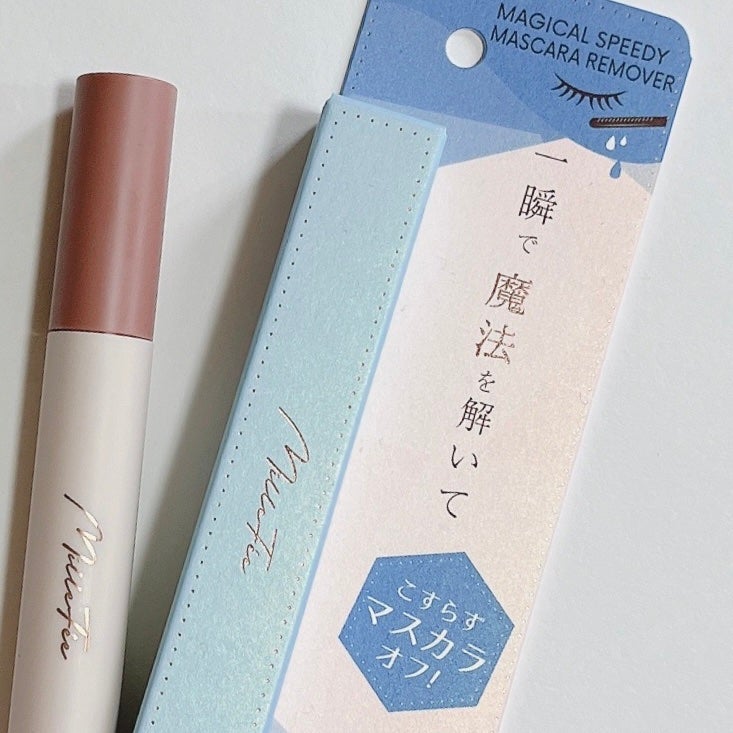 MAGICAL SPEEDY
MASCARA REMOVER
一瞬で魔法を解いて
MilleFée
MilleFée
こすらず
マスカラ
オフ!